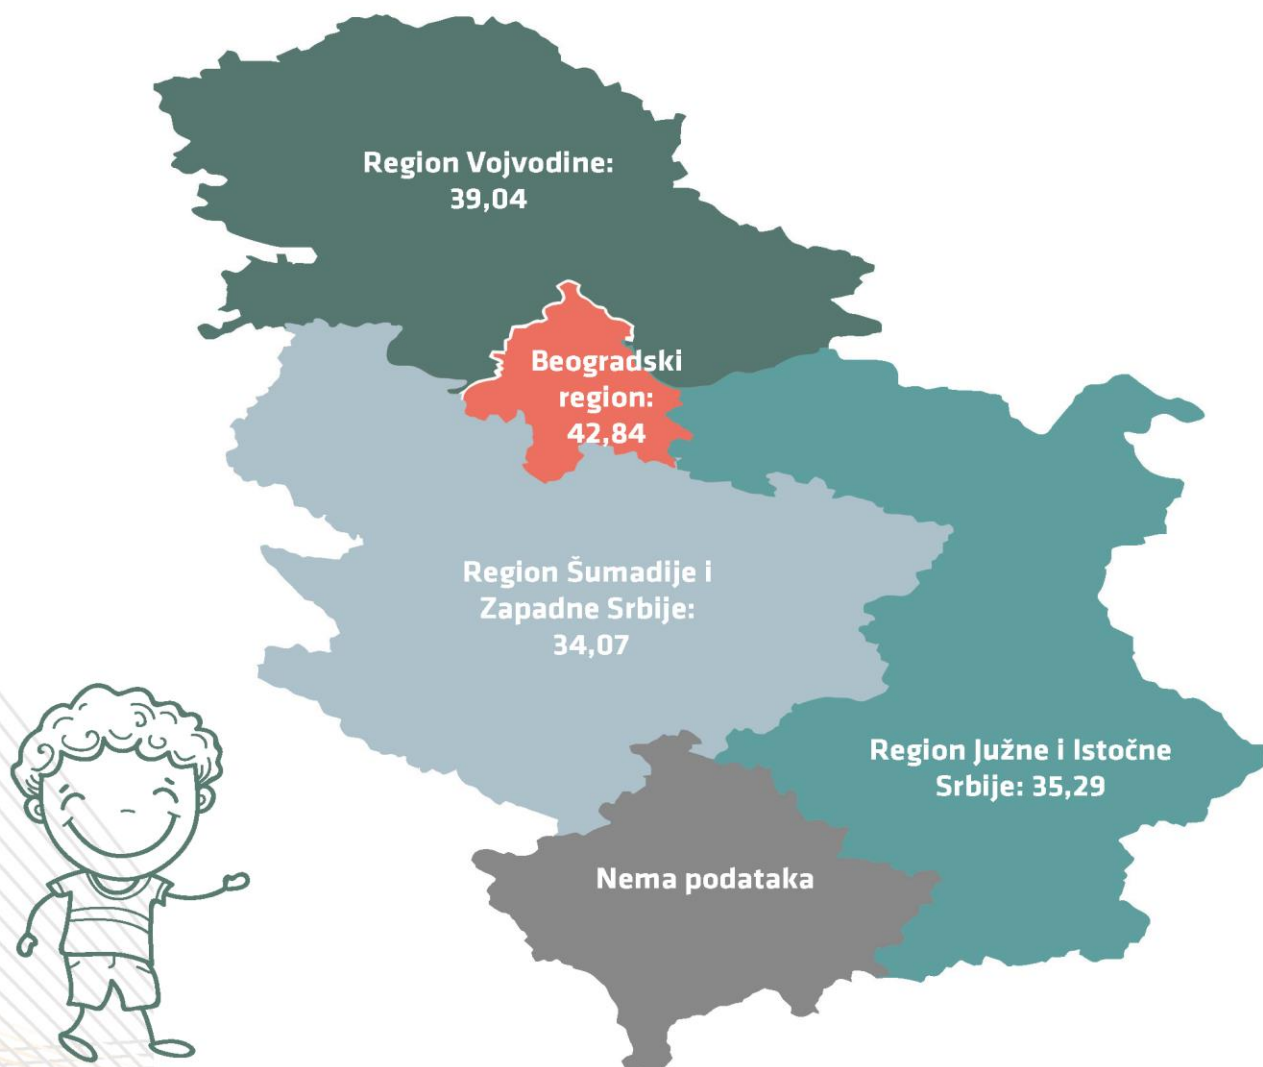 Region Vojvodine:
39,04
Beogradski
region:
42,84
Region Šumadije i
Zapadne Srbije:
34,07
Region Južne i Istočne
Srbije: 35,29
Nema podataka